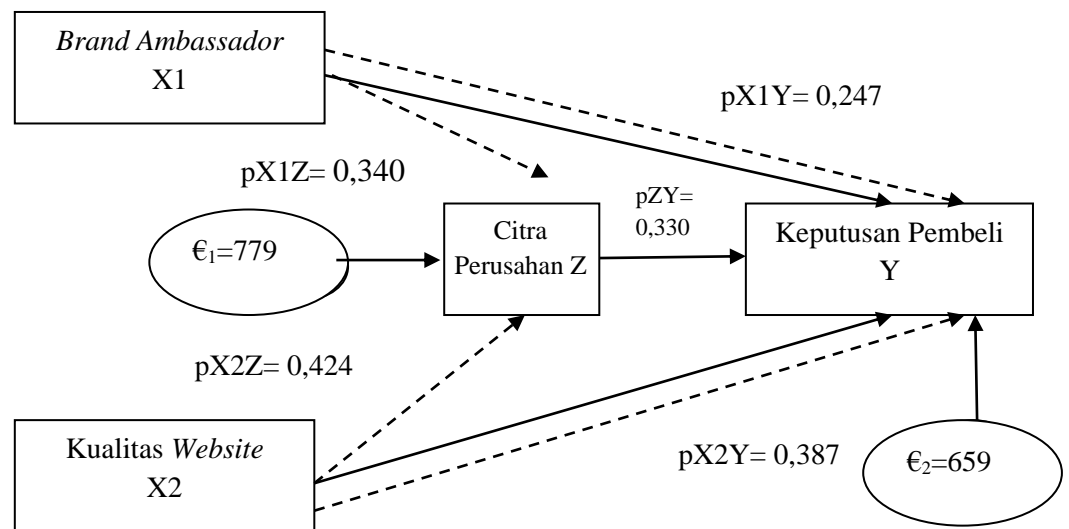 Brand Ambassador
X1
pX1Y= 0,247
pX1Z= 0,340
pZY=
0,330
€₁=779
Citra
Perusahan Z
Keputusan Pembeli
Y
pX2Z= 0,424
Kualitas Website
X2
pX2Y= 0,387
€₂=659